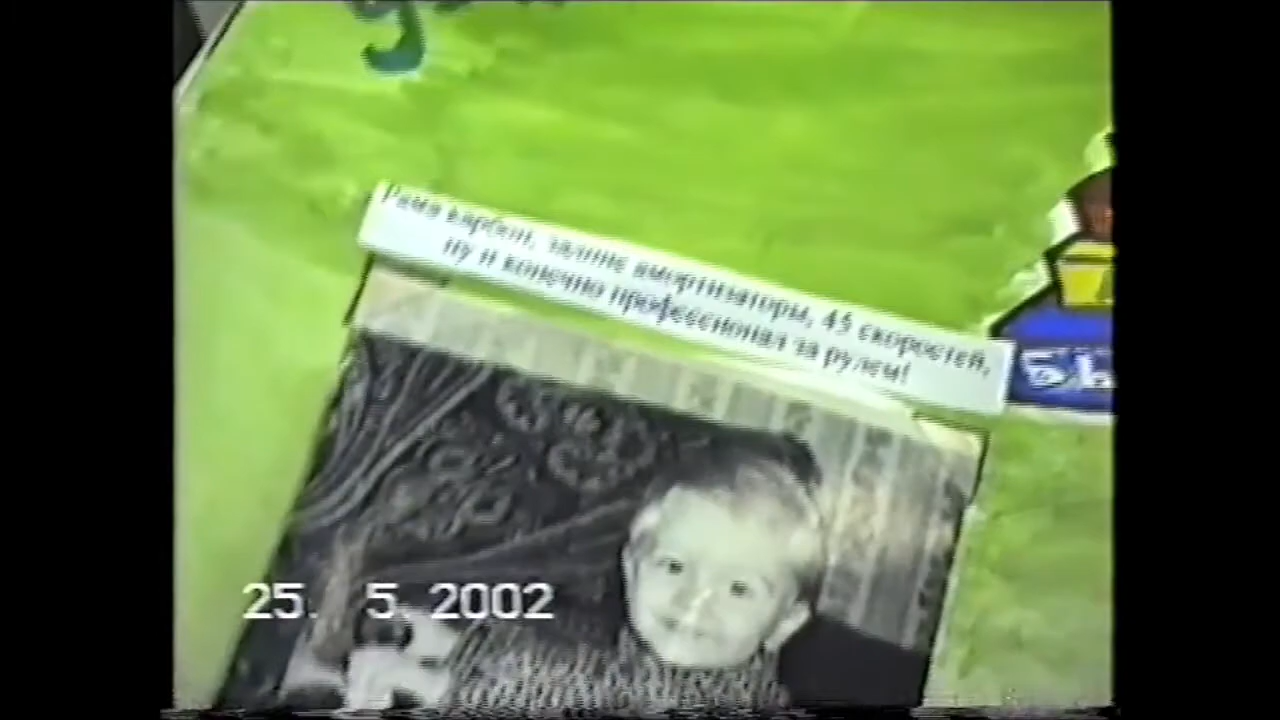 Рама карбон, задние амортизаторы, 45 скоростей,
ну и конечно профессионал за рулем!
25. 5. 2002